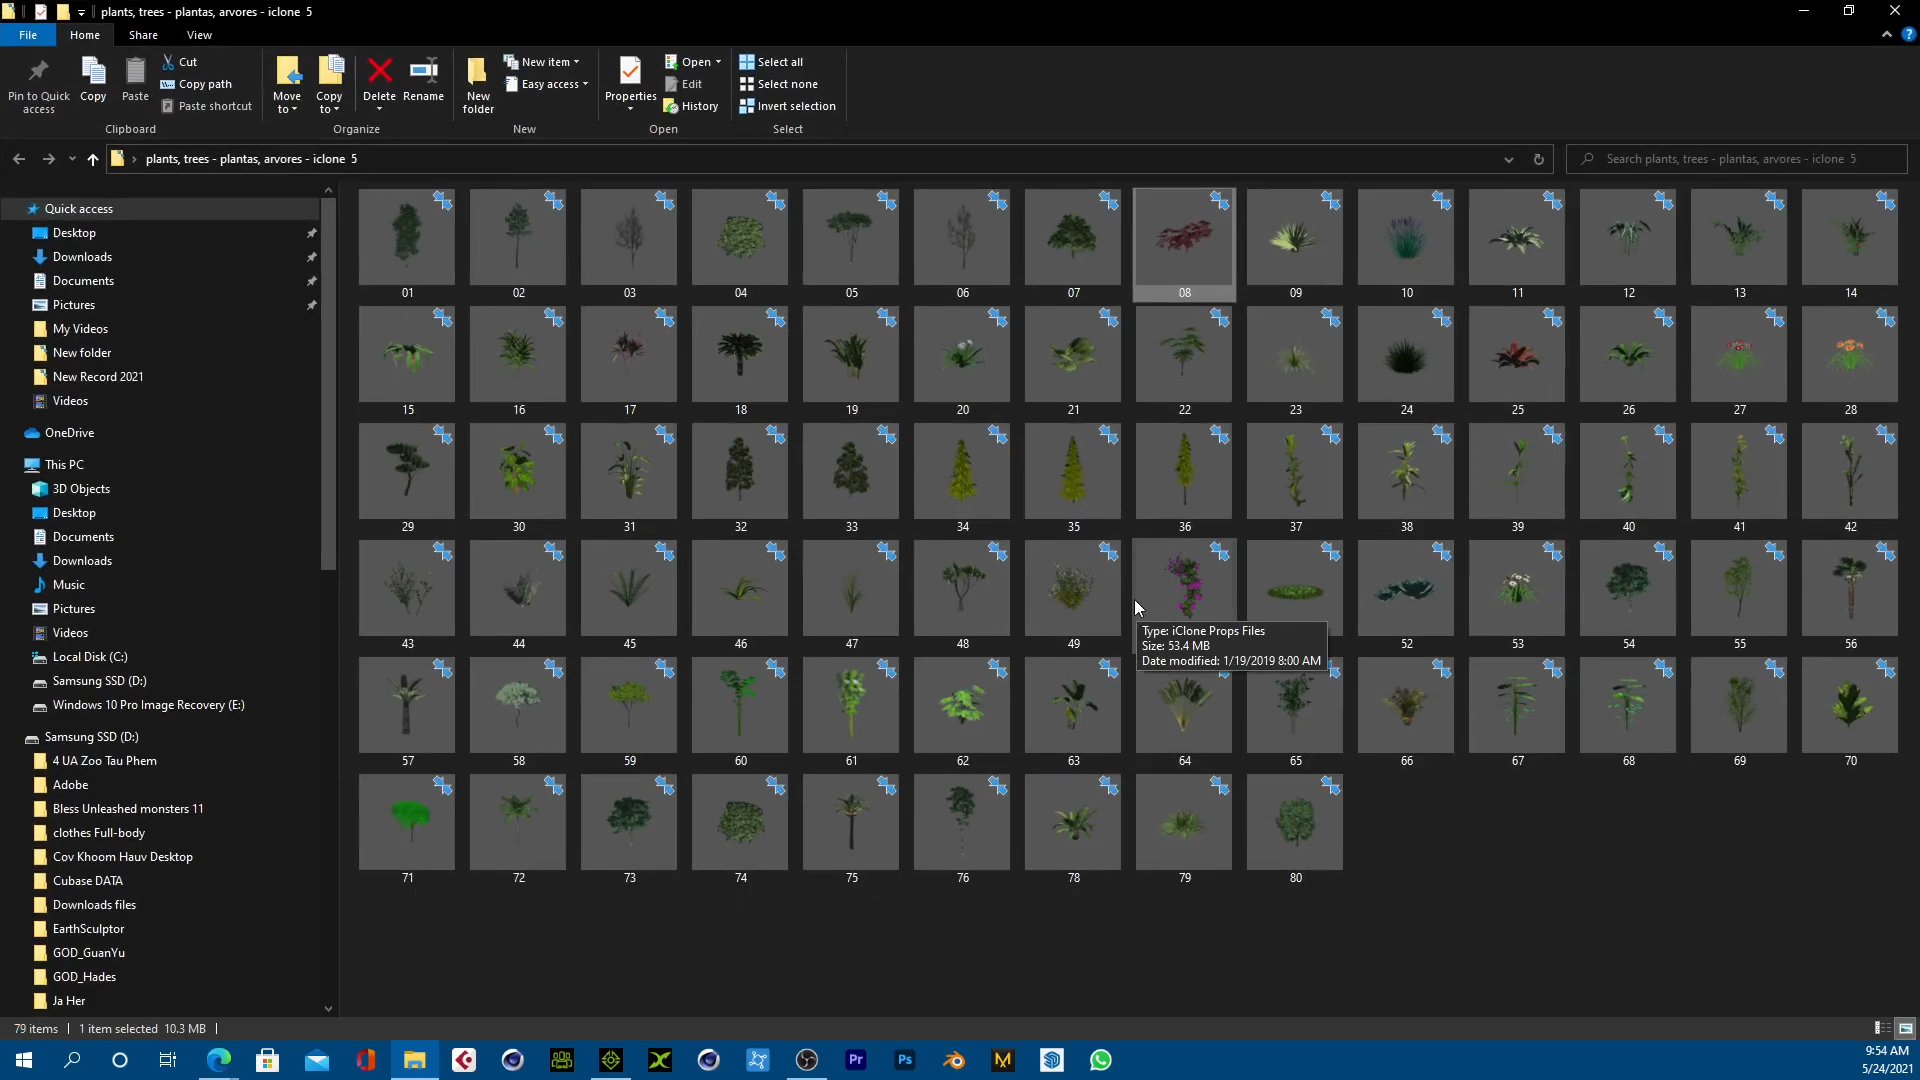 plants, trees - plantas, arvores - iclone  5
File
Home
Share
View
Pin to Quick access
Copy
Paste
Cut
Copy path
Paste shortcut
Clipboard
Move to
Copy to
Delete
Rename
Organize
New folder
New item
Easy access
New
Properties
Open
Edit
History
Open
Select all
Select none
Invert selection
Select
plants, trees - plantas, arvores - iclone  5
Search plants, trees - plantas, arvores - iclone  5
Quick access
Desktop
Downloads
Documents
Pictures
My Videos
New folder
New Record 2021
Videos
OneDrive
This PC
3D Objects
Desktop
Documents
Downloads
Music
Pictures
Videos
Local Disk (C:)
Samsung SSD (D:)
Windows 10 Pro Image Recovery (E:)
Samsung SSD (D:)
4 UA Zoo Tau Phem
Adobe
Bless Unleashed monsters 11
clothes Full-body
Cov Khoom Hauv Desktop
Cubase DATA
Downloads files
EarthSculptor
GOD_GuanYu
GOD_Hades
Ja Her
01 02 03 04 05 06 07 08 09 10 11 12 13 14
15 16 17 18 19 20 21 22 23 24 25 26 27 28
29 30 31 32 33 34 35 36 37 38 39 40 41 42
43 44 45 46 47 48 49 52 53 54 55 56
Type: iClone Props Files
Size: 53.4 MB
Date modified: 1/19/2019 8:00 AM
57 58 59 60 61 62 63 64 65 66 67 68 69 70
71 72 73 74 75 76 78 79 80
79 items
1 item selected  10.3 MB
Pr
Ps
M
9:54 AM
5/24/2021